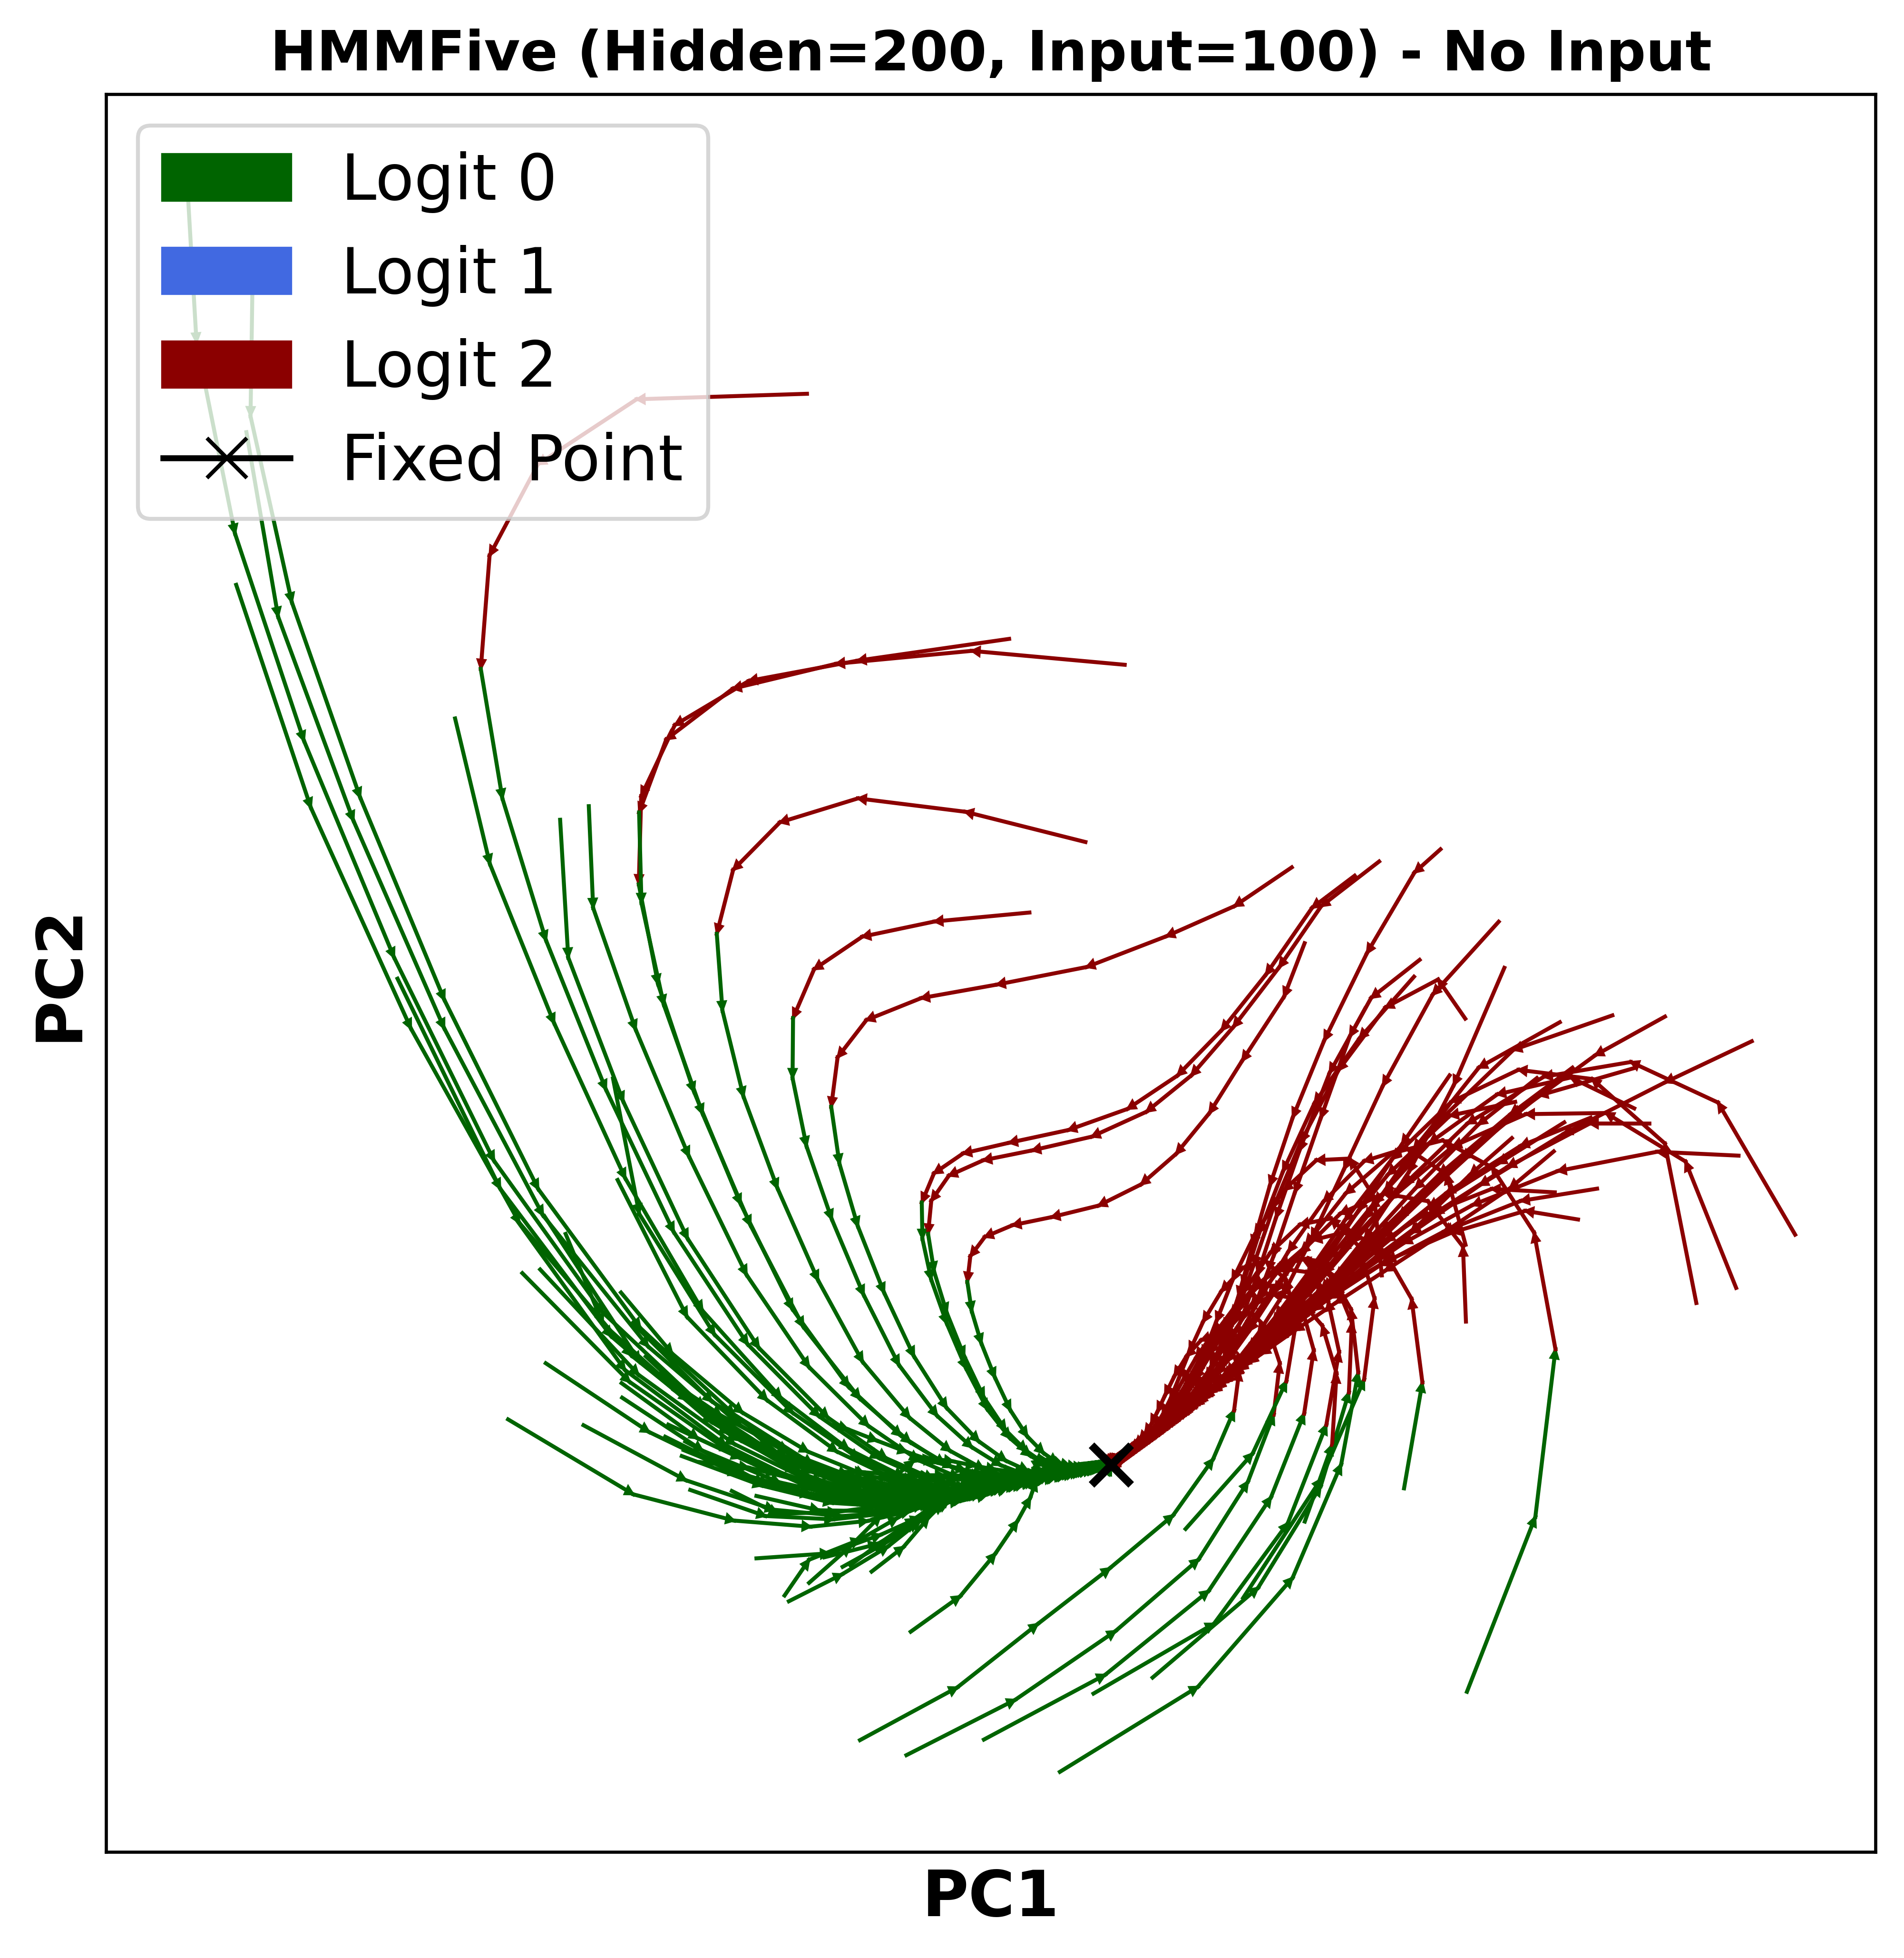 HMMFive (Hidden=200, Input=100) - No Input
Logit 0
Logit 1
Logit 2
Fixed Point
PC2
PC1